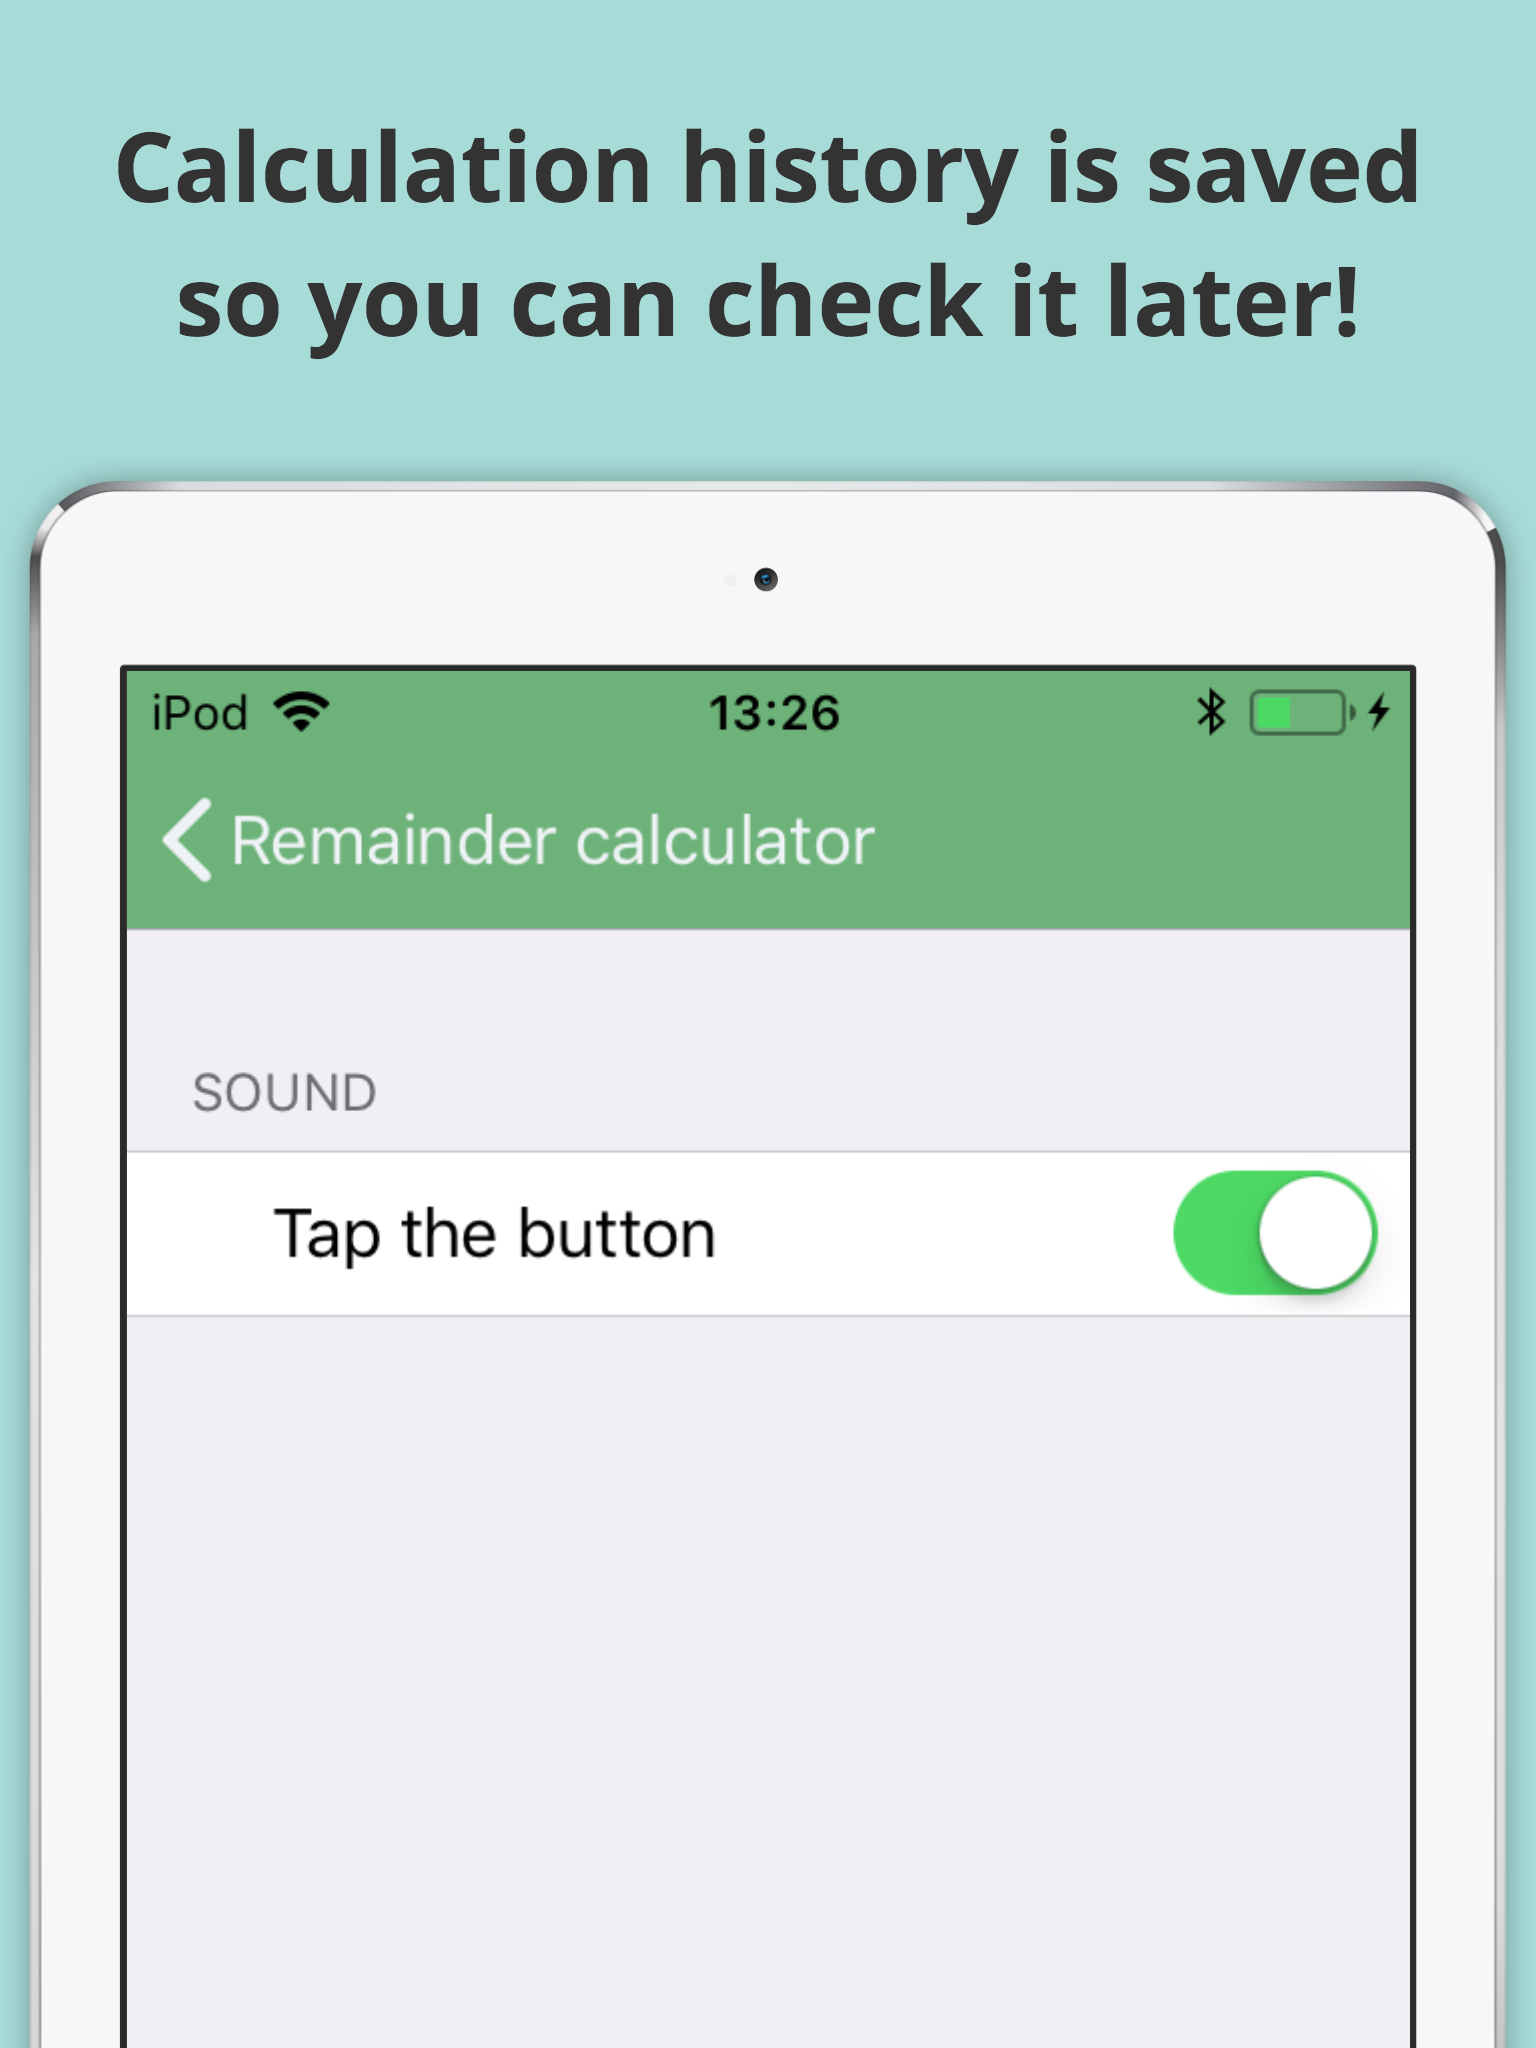 Calculation history is saved
so you can check it later!
iPod 13:26
Remainder calculator
SOUND
Tap the button